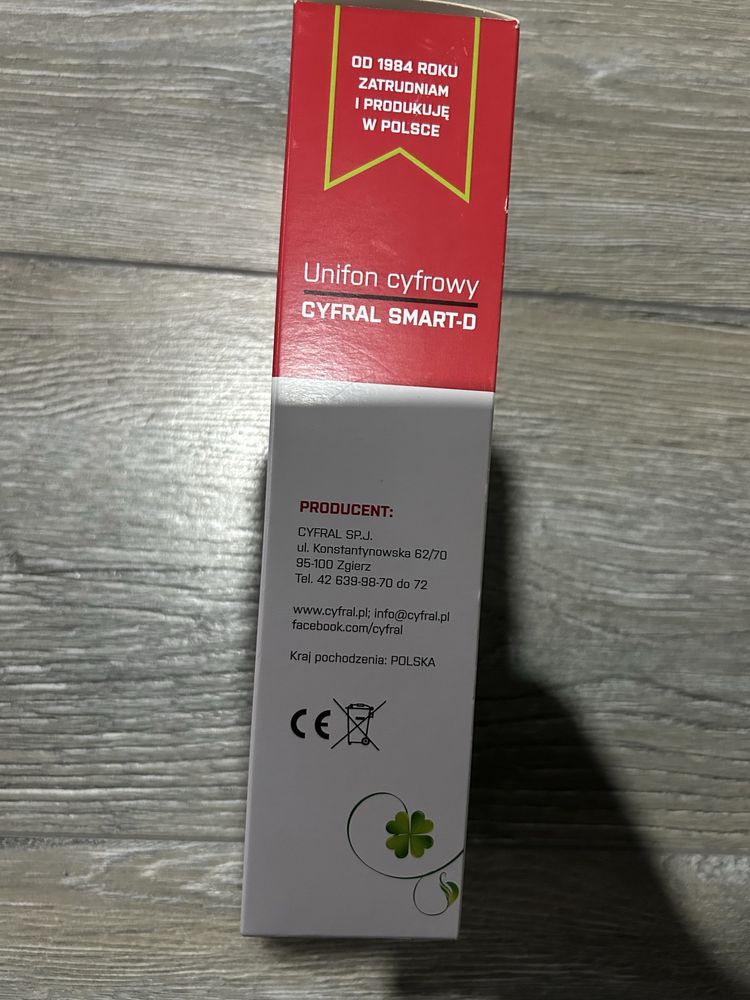 OD 1984 ROKU
ZATRUDNIAM
I PRODUKUJĘ
W POLSCE
Unifon cyfrowy
CYFRAL SMART-D
PRODUCENT:
CYFRAL SP.J.
ul. Konstantynowska 62/70
95-100 Zgierz
Tel. 42 639-98-70 do 72
www.cyfral.pl; info@cyfral.pl
facebook.com/cyfral
Kraj pochodzenia: POLSKA
CE